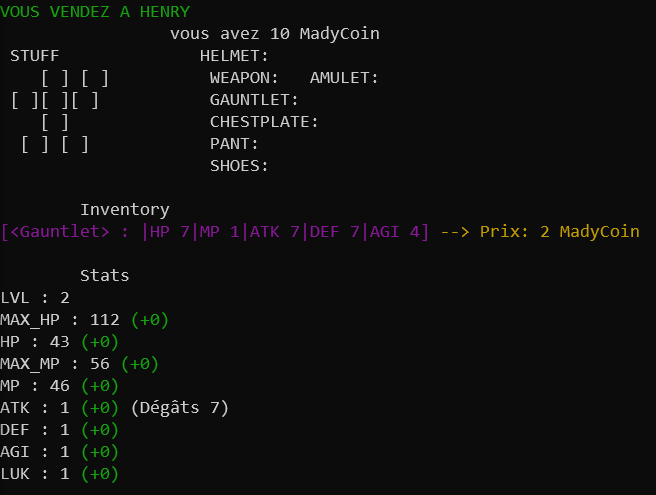 VOUS VENDEZ A HENRY
vous avez 10 MadyCoin
STUFF HELMET:
[ ] [ ] WEAPON: AMULET:
[ ][ ][ ] GAUNTLET:
[ ] CHESTPLATE:
[ ] [ ] PANT:
SHOES:
Inventory
[<Gauntlet> : |HP 7|MP 1|ATK 7|DEF 7|AGI 4] --> Prix: 2 MadyCoin
Stats
LVL : 2
MAX_HP : 112 (+0)
HP : 43 (+0)
MAX_MP : 56 (+0)
MP : 46 (+0)
ATK : 1 (+0) (Dégâts 7)
DEF : 1 (+0)
AGI : 1 (+0)
LUK : 1 (+0)